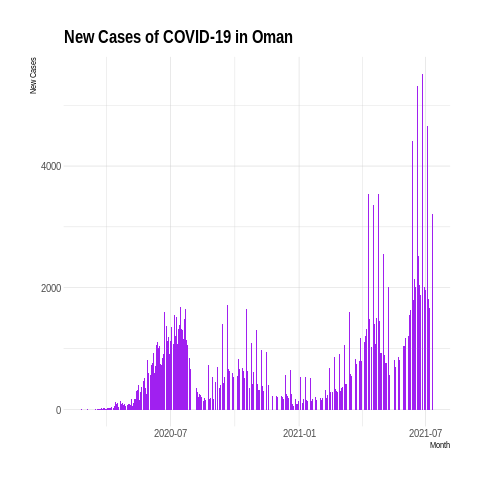 New Cases of COVID-19 in Oman
New Cases
4000
2000
0
2020-07
2021-01
2021-07
Month